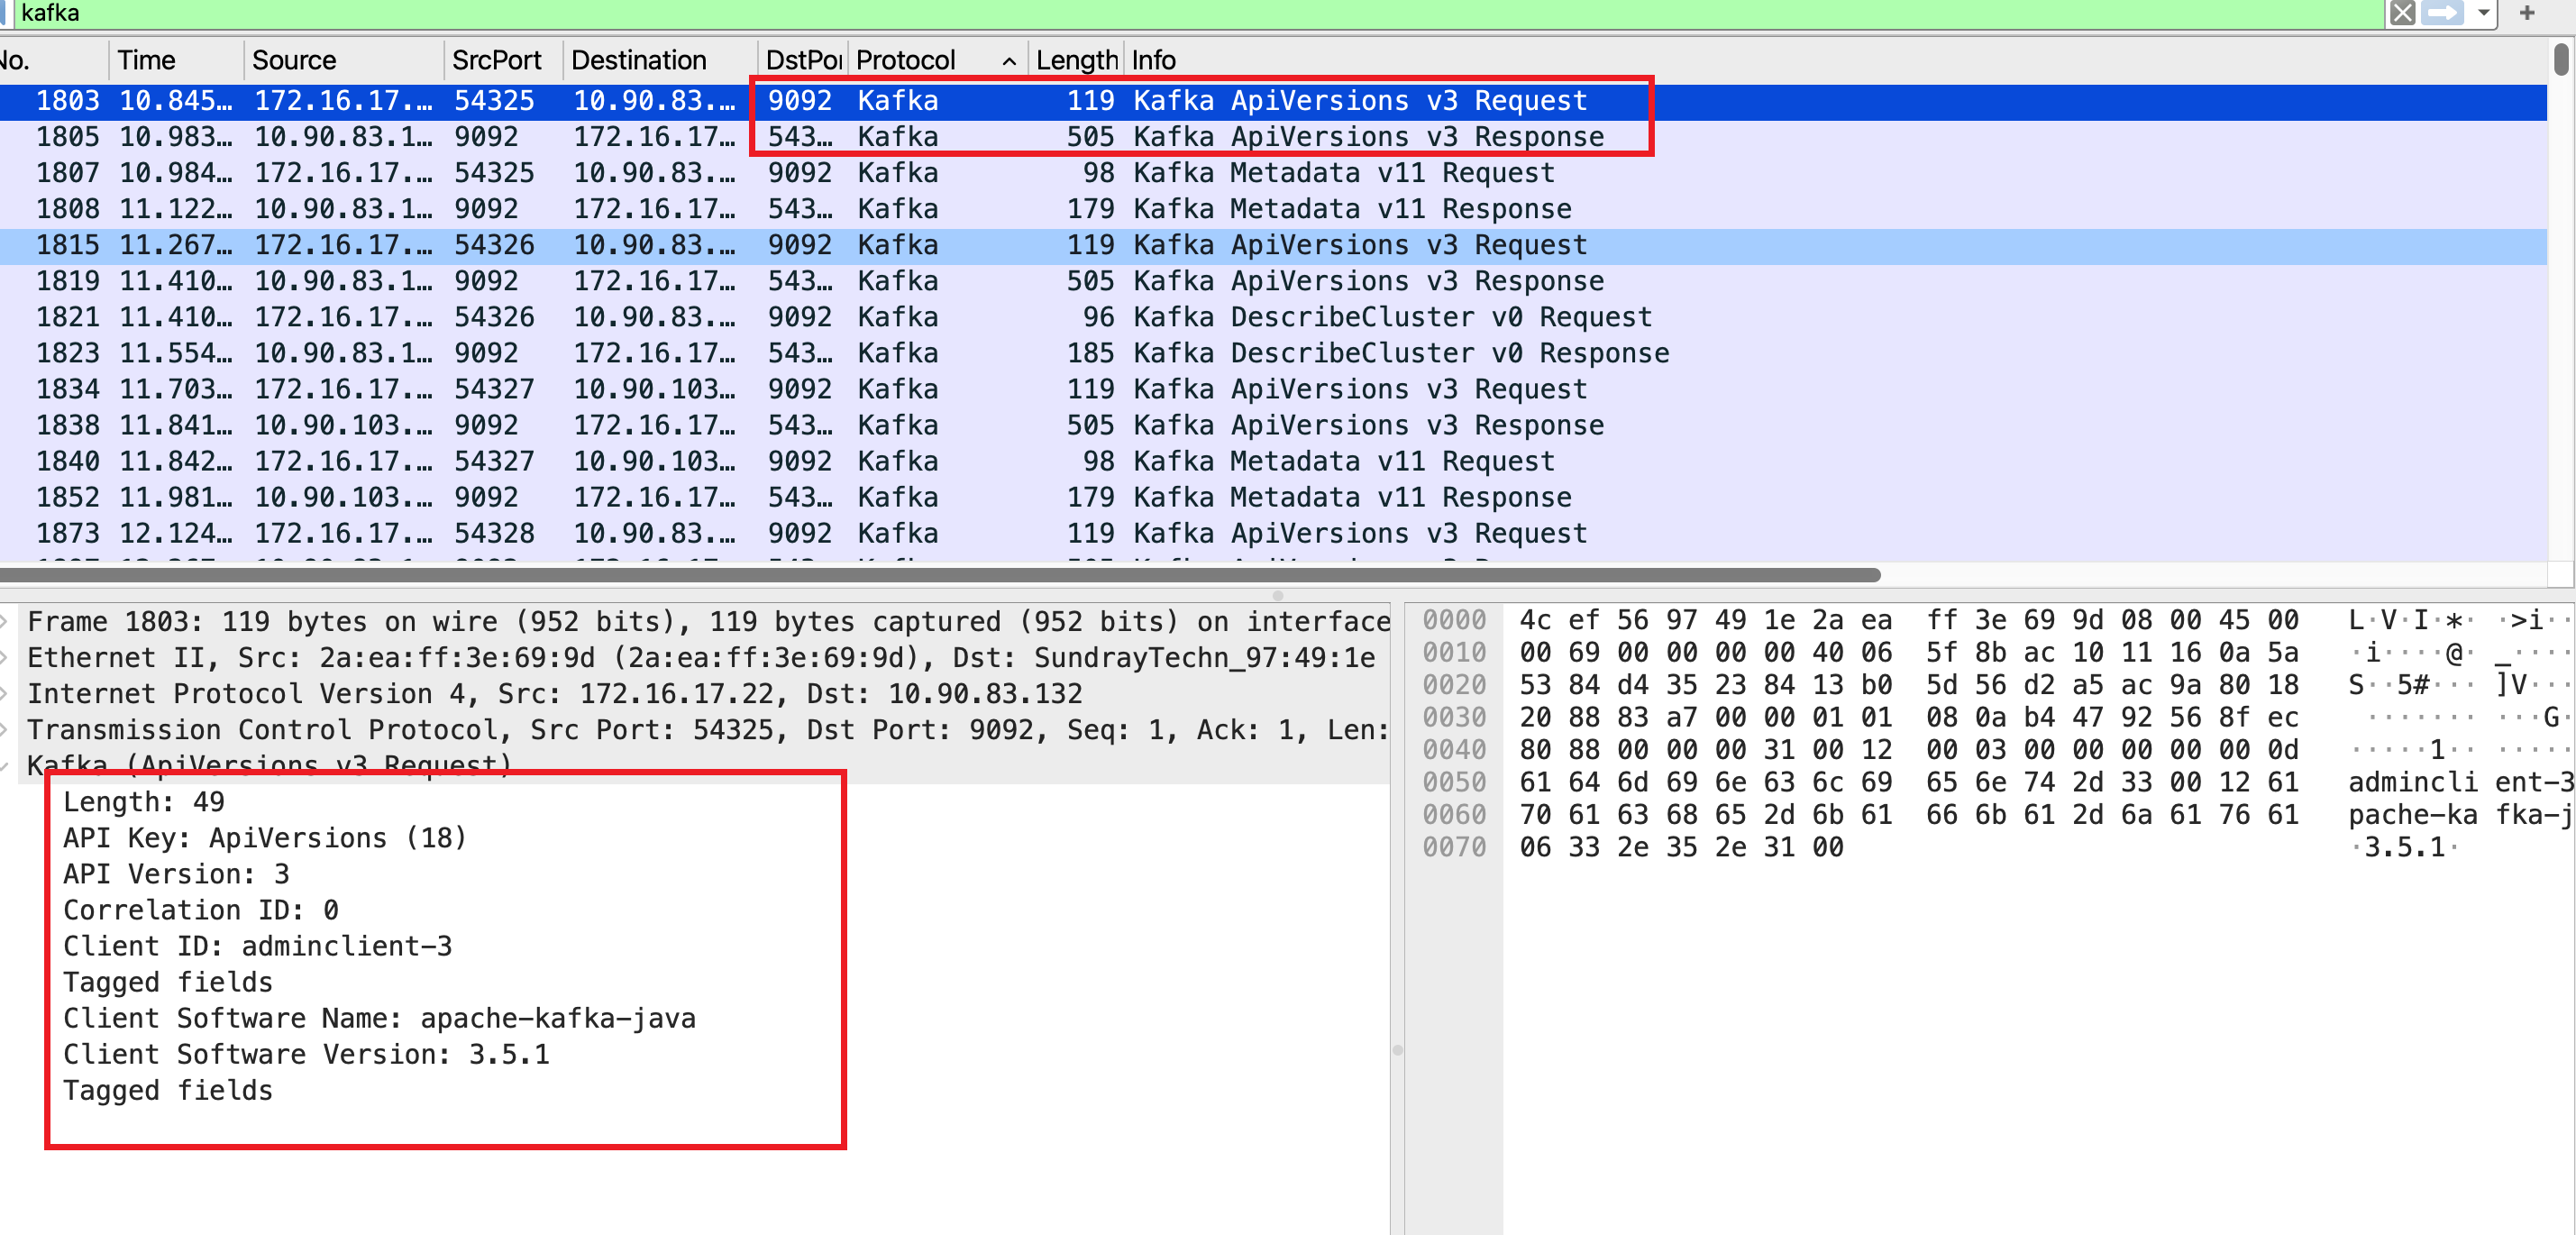 kafka
No. Time Source SrcPort Destination DstPor Protocol Length Info
1803 10.845… 172.16.17.… 54325 10.90.83.… 9092 Kafka 119 Kafka ApiVersions v3 Request
1805 10.983… 10.90.83.1… 9092 172.16.17… 543… Kafka 505 Kafka ApiVersions v3 Response
1807 10.984… 172.16.17.… 54325 10.90.83.… 9092 Kafka 98 Kafka Metadata v11 Request
1808 11.122… 10.90.83.1… 9092 172.16.17… 543… Kafka 179 Kafka Metadata v11 Response
1815 11.267… 172.16.17.… 54326 10.90.83.… 9092 Kafka 119 Kafka ApiVersions v3 Request
1819 11.410… 10.90.83.1… 9092 172.16.17… 543… Kafka 505 Kafka ApiVersions v3 Response
1821 11.410… 172.16.17.… 54326 10.90.83.… 9092 Kafka 96 Kafka DescribeCluster v0 Request
1823 11.554… 10.90.83.1… 9092 172.16.17… 543… Kafka 185 Kafka DescribeCluster v0 Response
1834 11.703… 172.16.17.… 54327 10.90.103… 9092 Kafka 119 Kafka ApiVersions v3 Request
1838 11.841… 10.90.103.… 9092 172.16.17… 543… Kafka 505 Kafka ApiVersions v3 Response
1840 11.842… 172.16.17.… 54327 10.90.103… 9092 Kafka 98 Kafka Metadata v11 Request
1852 11.981… 10.90.103.… 9092 172.16.17… 543… Kafka 179 Kafka Metadata v11 Response
1873 12.124… 172.16.17.… 54328 10.90.83.… 9092 Kafka 119 Kafka ApiVersions v3 Request
Frame 1803: 119 bytes on wire (952 bits), 119 bytes captured (952 bits) on interface
Ethernet II, Src: 2a:ea:ff:3e:69:9d (2a:ea:ff:3e:69:9d), Dst: SundrayTechn_97:49:1e
Internet Protocol Version 4, Src: 172.16.17.22, Dst: 10.90.83.132
Transmission Control Protocol, Src Port: 54325, Dst Port: 9092, Seq: 1, Ack: 1, Len:
Kafka (ApiVersions v3 Request)
Length: 49
API Key: ApiVersions (18)
API Version: 3
Correlation ID: 0
Client ID: adminclient-3
Tagged fields
Client Software Name: apache-kafka-java
Client Software Version: 3.5.1
Tagged fields
0000 4c ef 56 97 49 1e 2a ea ff 3e 69 9d 08 00 45 00 L·V·I·*· ·>i··
0010 00 69 00 00 00 00 40 06 5f 8b ac 10 11 16 0a 5a ·i····@· _····
0020 53 84 d4 35 23 84 13 b0 5d 56 d2 a5 ac 9a 80 18 S··5#··· ]V···
0030 20 88 83 a7 00 00 01 01 08 0a b4 47 92 56 8f ec ······· ···G·
0040 80 88 00 00 00 31 00 12 00 03 00 00 00 00 00 0d ·····1·· ·····
0050 61 64 6d 69 6e 63 6c 69 65 6e 74 2d 33 00 12 61 admincli ent-3
0060 70 61 63 68 65 2d 6b 61 66 6b 61 2d 6a 61 76 61 pache-ka fka-j
0070 06 33 2e 35 2e 31 00 ·3.5.1·